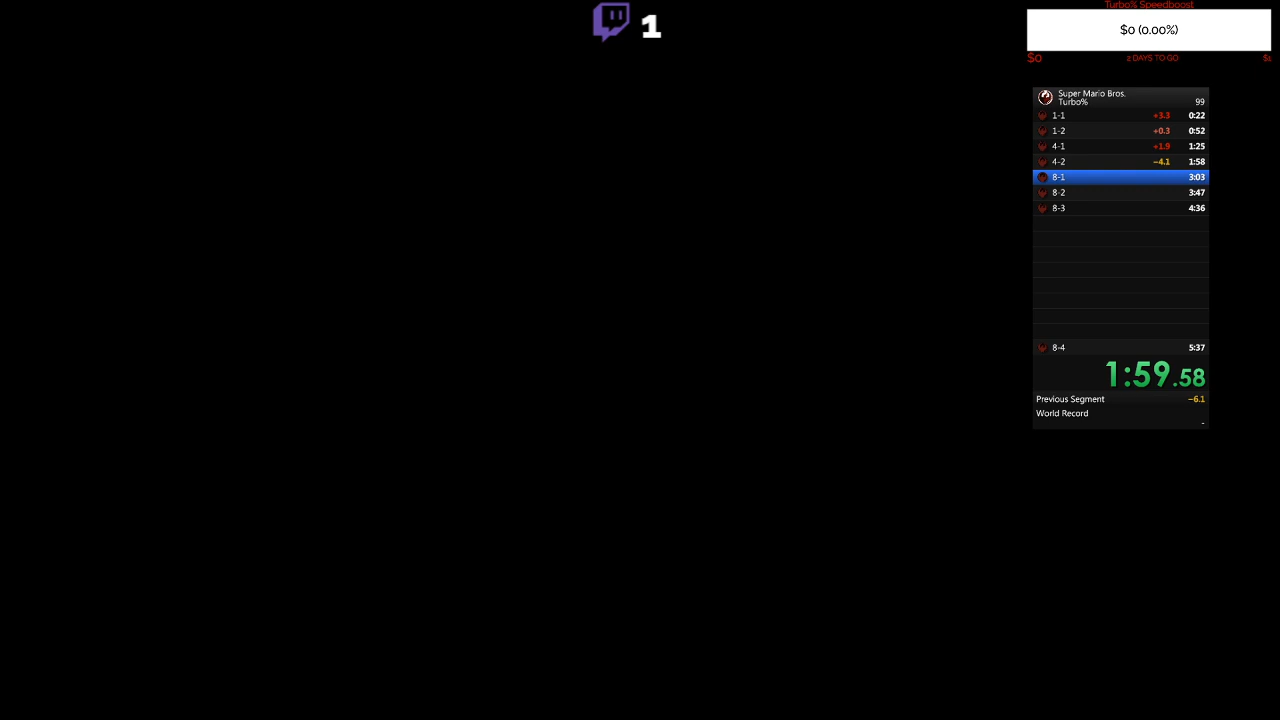 1
Turbo% Speedboost
$0 (0.00%)
$0 2 DAYS TO GO $1
Super Mario Bros.
Turbo% 99
1-1 +3.3 0:22
1-2 +0.3 0:52
4-1 +1.9 1:25
4-2 −4.1 1:58
8-1 3:03
8-2 3:47
8-3 4:36
8-4 5:37
1:59.58
Previous Segment −6.1
World Record
-